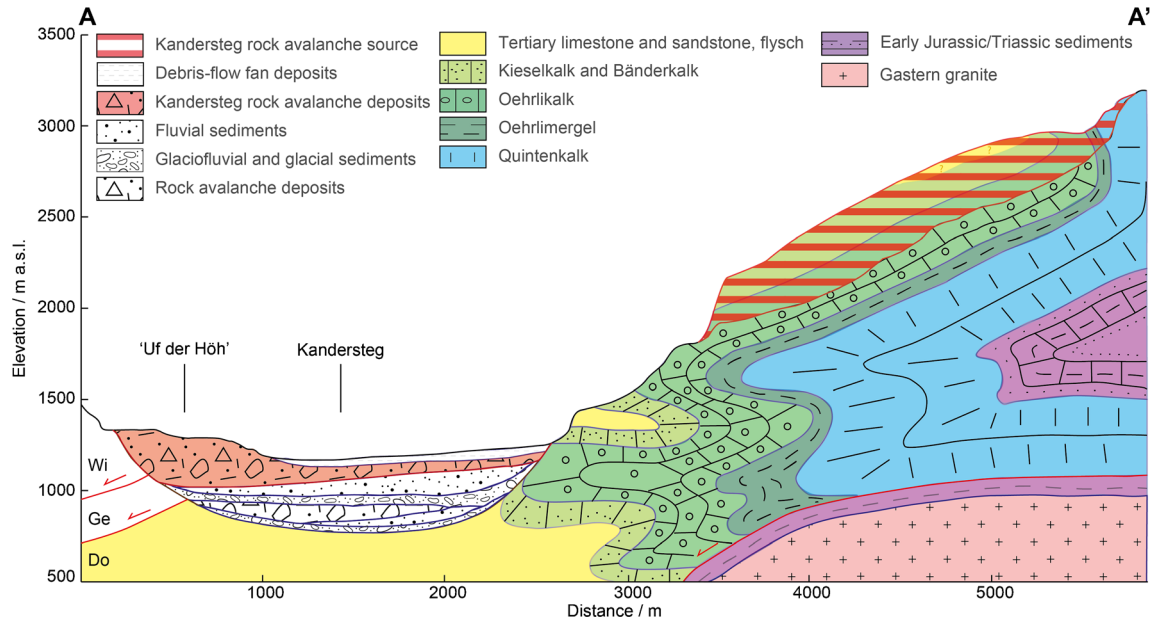 A
A’
3500
3000
2500
2000
1500
1000
500
Elevation / m a.s.l.
Kandersteg rock avalanche source
Debris-flow fan deposits
Kandersteg rock avalanche deposits
Fluvial sediments
Glaciofluvial and glacial sediments
Rock avalanche deposits
Tertiary limestone and sandstone, flysch
Kieselkalk and Bänderkalk
Oehrlikalk
Oehrlimergel
Quintenkalk
Early Jurassic/Triassic sediments
Gastern granite
?
?
‘Uf der Höh’
Kandersteg
Wi
Ge
Do
1000
2000
3000
4000
5000
Distance / m